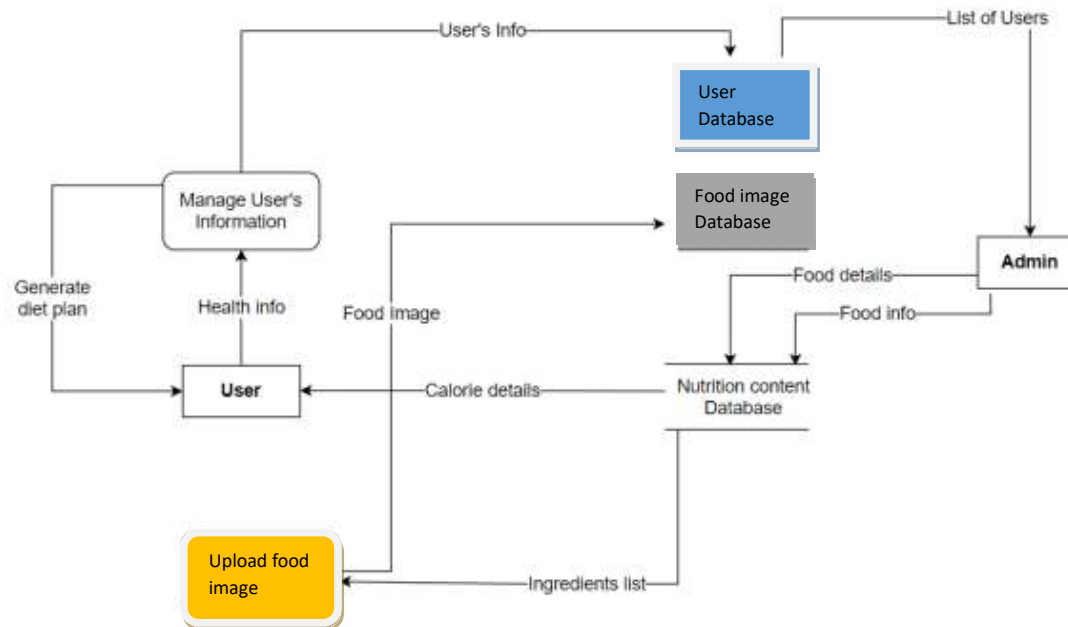 List of Users
User's Info
User
Database
Manage User's
Information
Food image
Database
Admin
Food details
Generate
diet plan
Health info
Food image
Food info
User
Calorie details
Nutrition content
Database
Upload food
image
Ingredients list